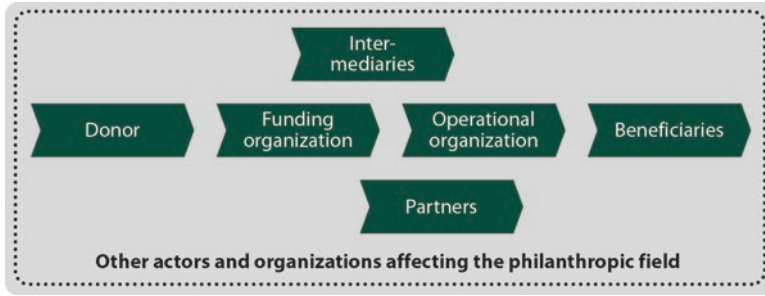 Inter-
mediaries
Donor
Funding
organization
Operational
organization
Beneficiaries
Partners
Other actors and organizations affecting the philanthropic field